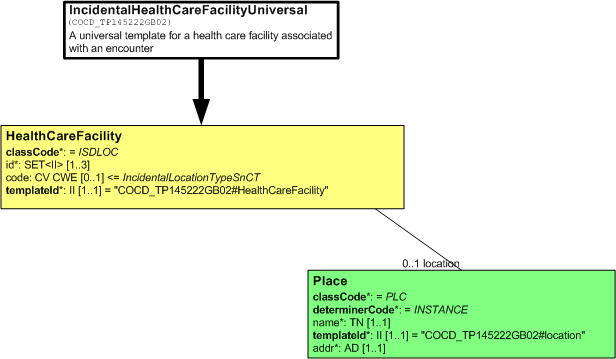 IncidentalHealthCareFacilityUniversal
(COCD_TP145222GB02)
A universal template for a health care facility associated
with an encounter
HealthCareFacility
classCode*: = ISDLOC
id*: SET<II> [1..3]
code: CV CWE [0..1] <= IncidentalLocationTypeSnCT
templateId*: II [1..1] = "COCD_TP145222GB02#HealthCareFacility"
0..1 location
Place
classCode*: = PLC
determinerCode*: = INSTANCE
name*: TN [1..1]
templateId*: II [1..1] = "COCD_TP145222GB02#location"
addr*: AD [1..1]